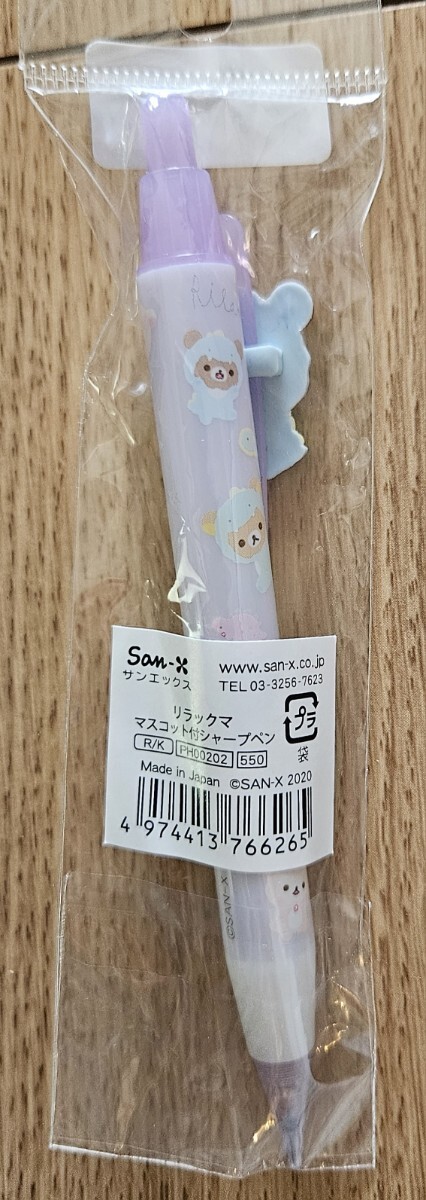 San-X
サンエックス
www.san-x.co.jp
TEL 03-3256-7623
リラックマ
マスコット付シャープペン
R/K PH00202 550
プラ
袋
Made in Japan ©SAN-X 2020
4 974413 766265
©SAN-X